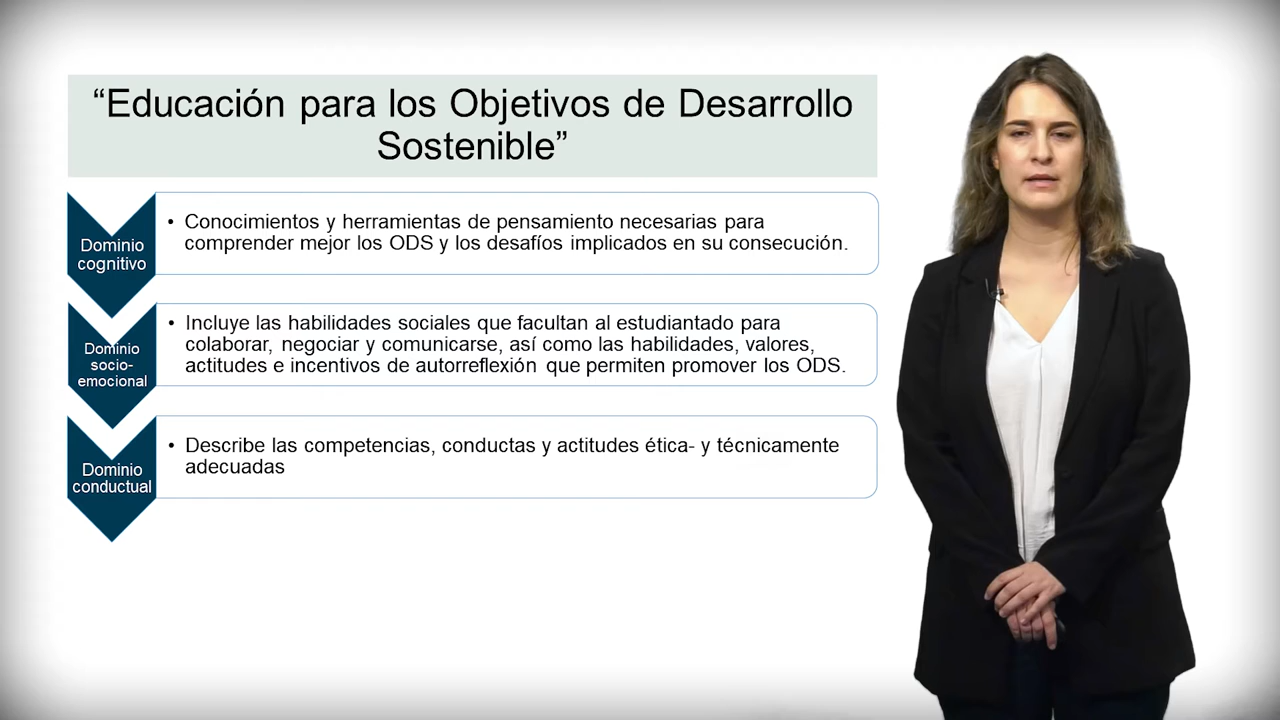 “Educación para los Objetivos de Desarrollo
Sostenible”
Dominio
cognitivo
• Conocimientos y herramientas de pensamiento necesarias para
comprender mejor los ODS y los desafíos implicados en su consecución.
Dominio
socio-
emocional
• Incluye las habilidades sociales que facultan al estudiantado para
colaborar, negociar y comunicarse, así como las habilidades, valores,
actitudes e incentivos de autorreflexión que permiten promover los ODS.
Dominio
conductual
• Describe las competencias, conductas y actitudes ética- y técnicamente
adecuadas